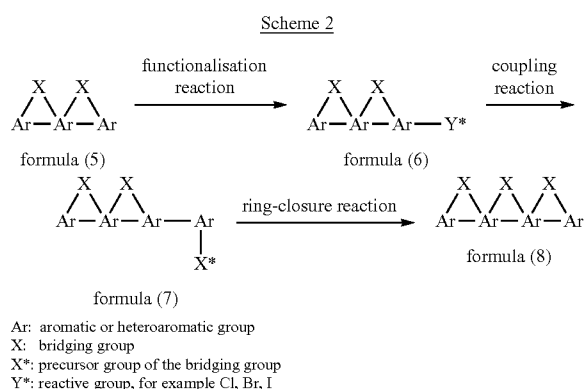 Scheme 2
functionalisation
reaction
coupling
reaction
X X
Ar Ar Ar
formula (5)
X X
Ar Ar Ar Y*
formula (6)
X X
Ar Ar Ar Ar
X*
formula (7)
ring-closure reaction
X X X
Ar Ar Ar Ar
formula (8)
Ar: aromatic or heteroaromatic group
X: bridging group
X*: precursor group of the bridging group
Y*: reactive group, for example Cl, Br, I